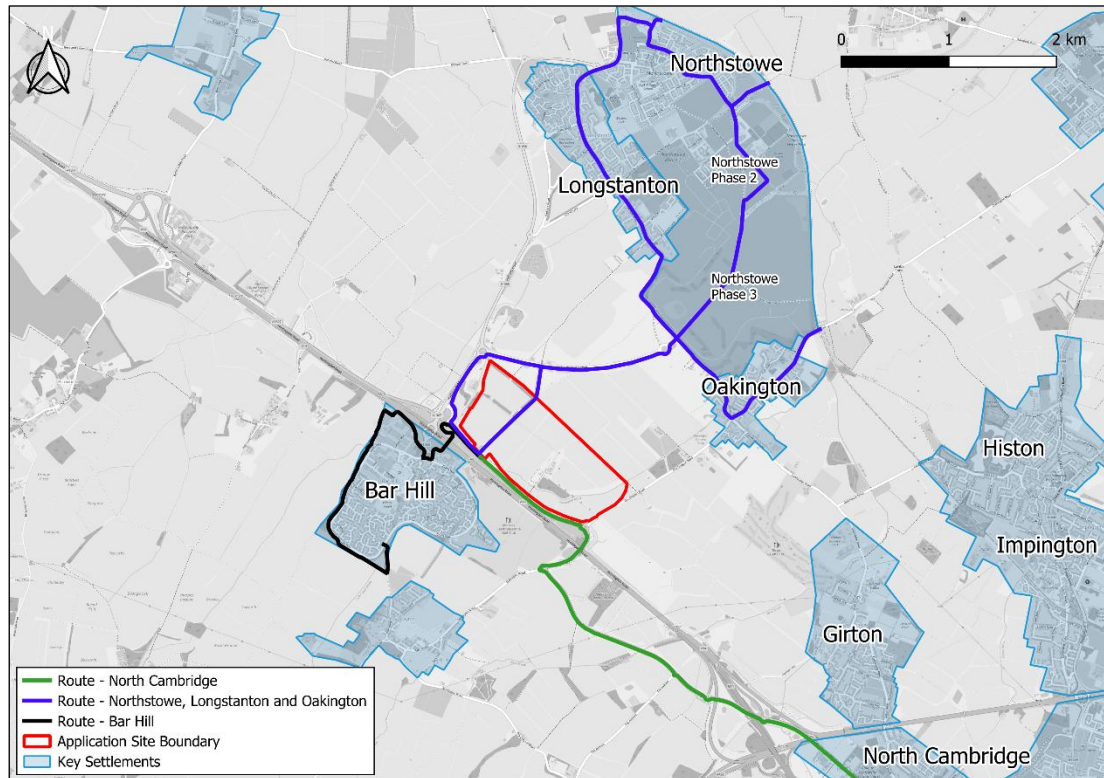 N
0 1 2 km
Northstowe
Northstowe
Phase 2
Longstanton
Northstowe
Phase 3
Oakington
Histon
Bar Hill
Impington
Girton
North Cambridge
Route - North Cambridge
Route - Northstowe, Longstanton and Oakington
Route - Bar Hill
Application Site Boundary
Key Settlements